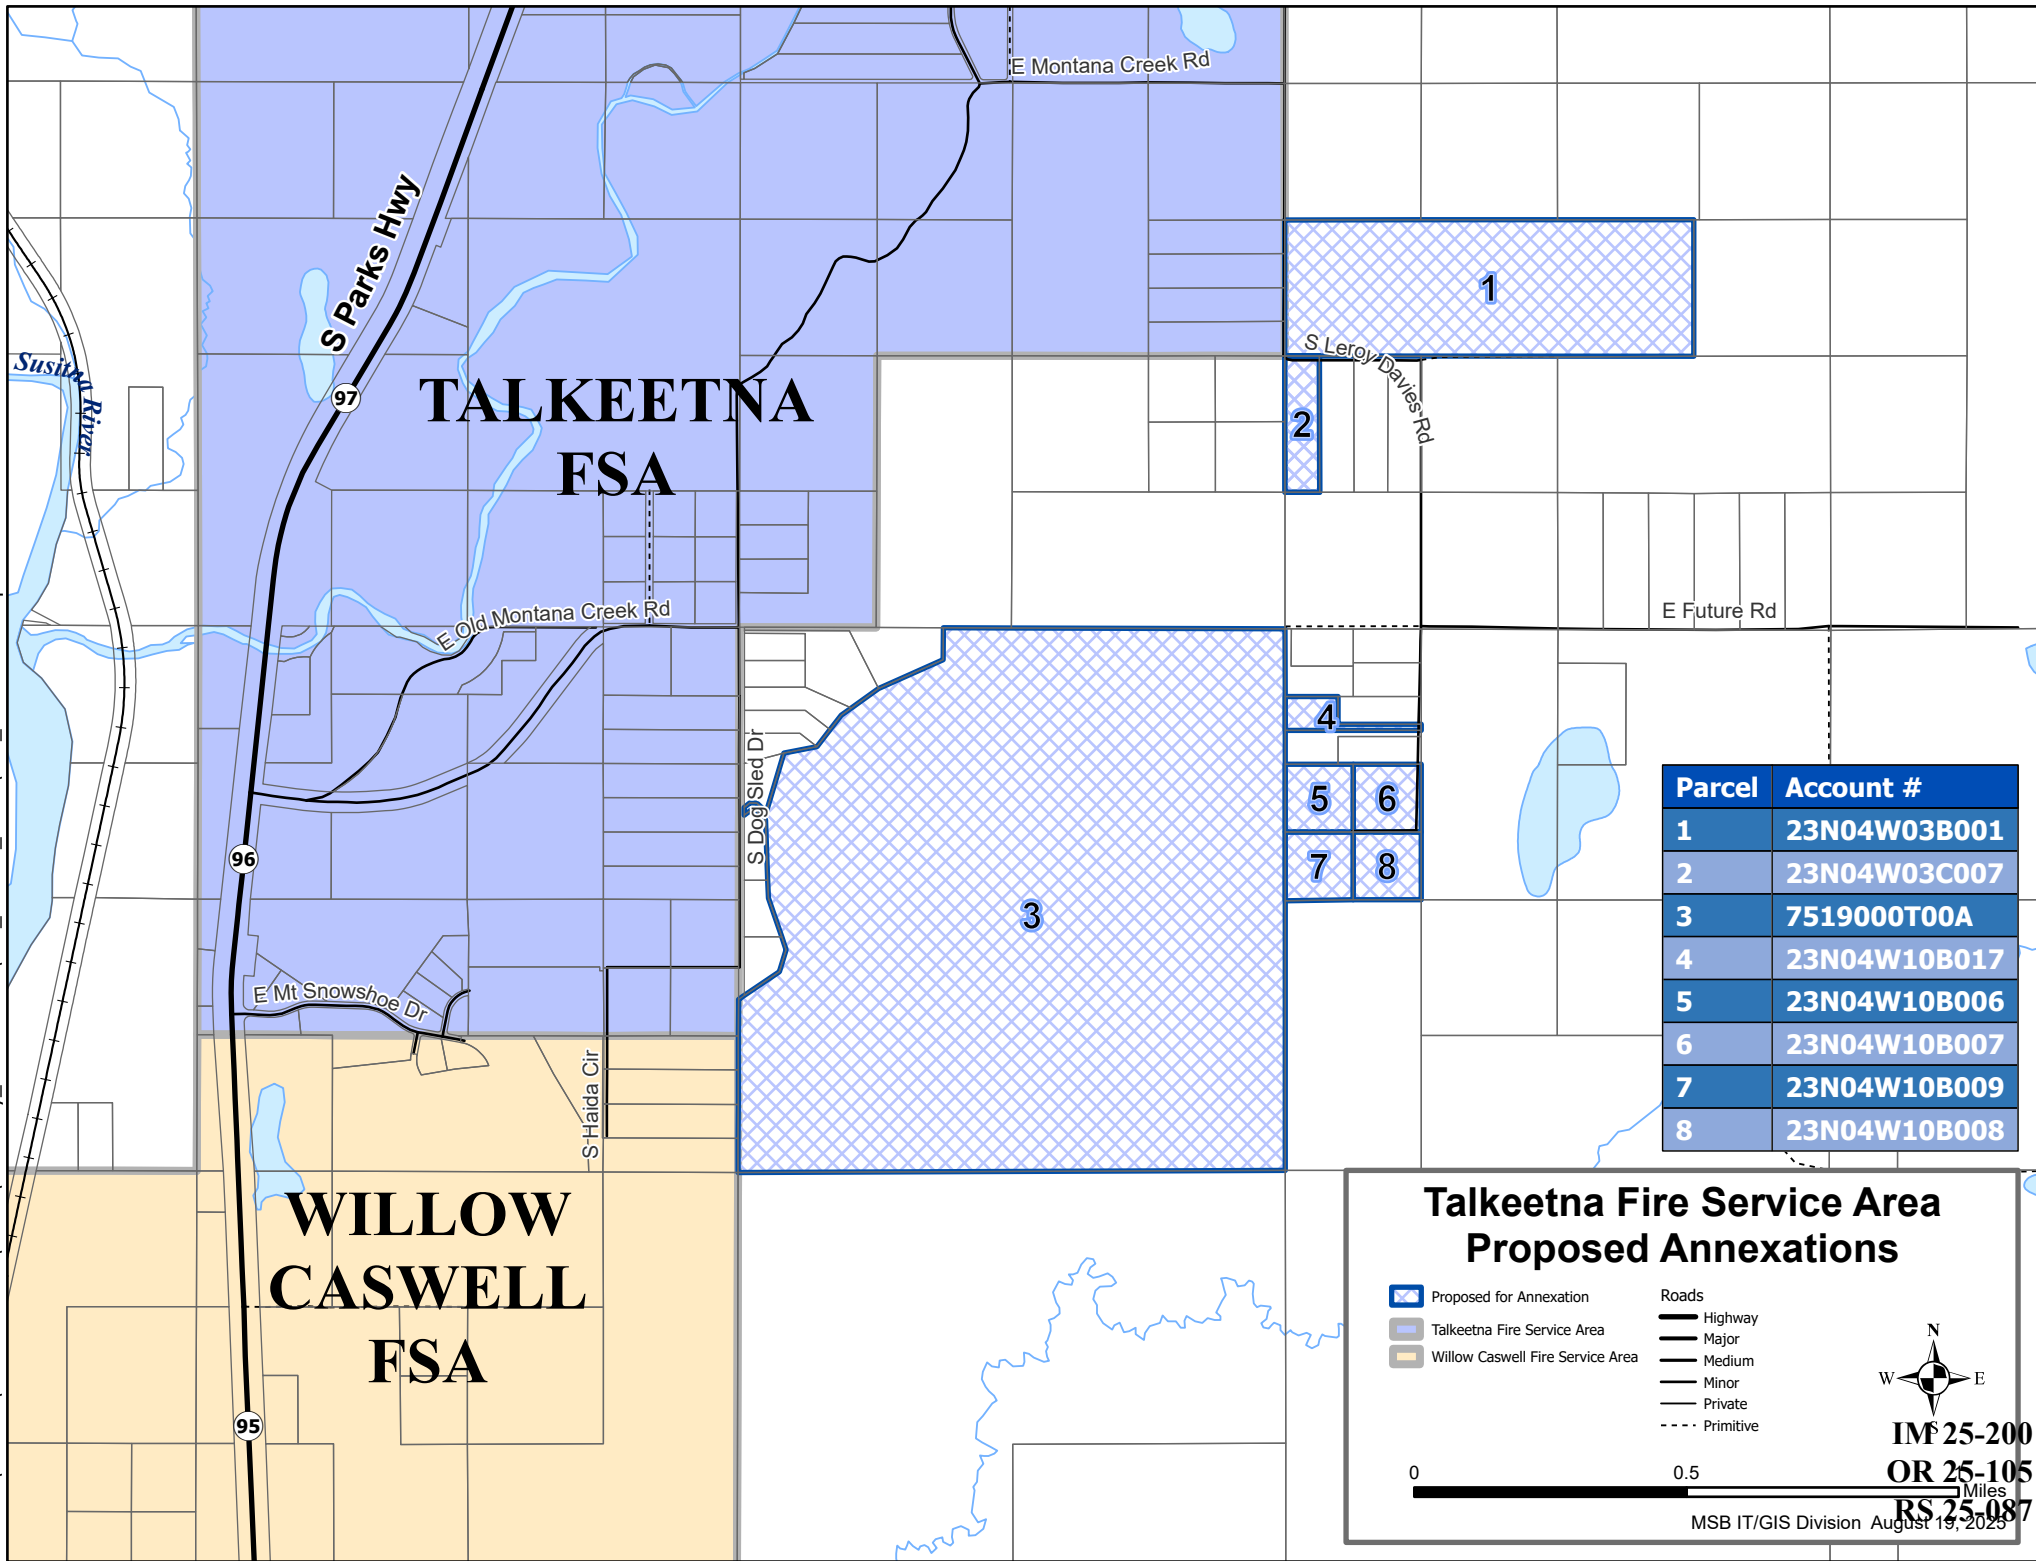 E Montana Creek Rd
S Parks Hwy
1
S Leroy Davies Rd
Susitna River
97
TALKEETNA
FSA
2
E Old Montana Creek Rd
E Future Rd
4
S Dog Sled Dr
5
6
96
7
8
3
Parcel Account #
1 23N04W03B001
2 23N04W03C007
3 7519000T00A
4 23N04W10B017
5 23N04W10B006
6 23N04W10B007
7 23N04W10B009
8 23N04W10B008
E Mt Snowshoe Dr
S Haida Cir
WILLOW
CASWELL
FSA
95
Talkeetna Fire Service Area
Proposed Annexations
Proposed for Annexation
Talkeetna Fire Service Area
Willow Caswell Fire Service Area
Roads
Highway
Major
Medium
Minor
Private
Primitive
N
W E
S
IM 25-200
OR 25-105
RS 25-087
0 0.5 1
Miles
MSB IT/GIS Division August 19, 2025